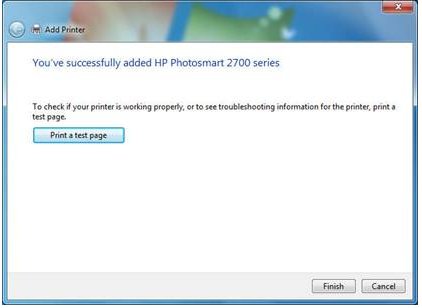 Add Printer
You've successfully added HP Photosmart 2700 series
To check if your printer is working properly, or to see troubleshooting information for the printer, print a
test page.
Print a test page
Finish Cancel